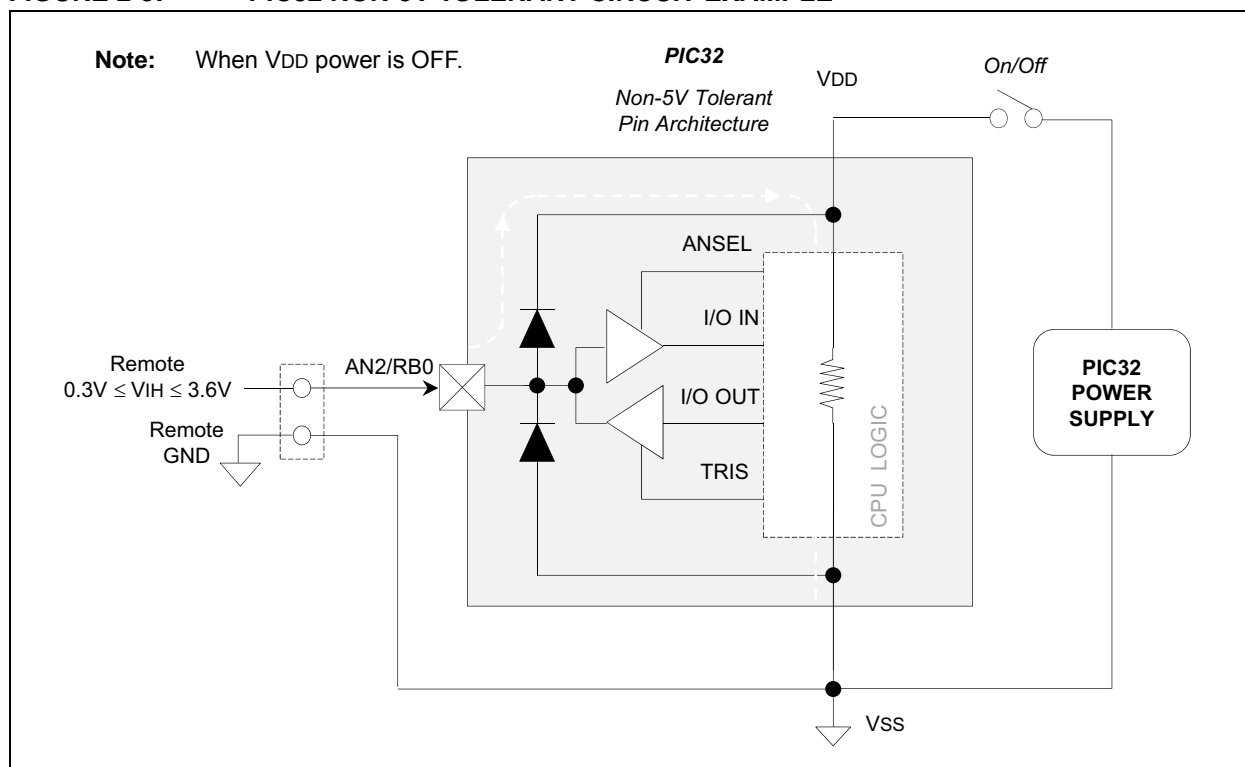 Note: When VDD power is OFF.
PIC32
Non-5V Tolerant
Pin Architecture
VDD
On/Off
ANSEL
I/O IN
AN2/RB0
Remote
0.3V ≤ VIH ≤ 3.6V
Remote
GND
I/O OUT
TRIS
CPU LOGIC
PIC32
POWER
SUPPLY
VSS